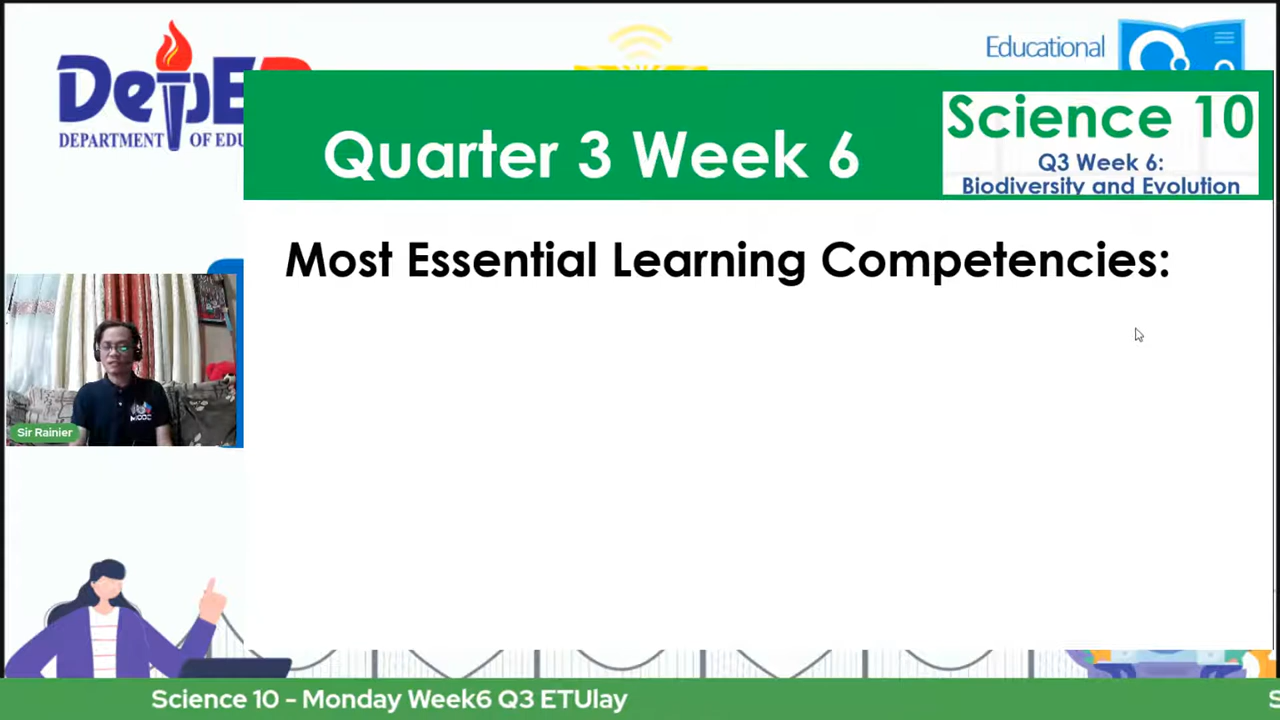 DepED
DEPARTMENT OF EDU
Educational
Quarter 3 Week 6
Science 10
Q3 Week 6:
Biodiversity and Evolution
Most Essential Learning Competencies:
Sir Rainier
Science 10 - Monday Week6 Q3 ETUlay
S